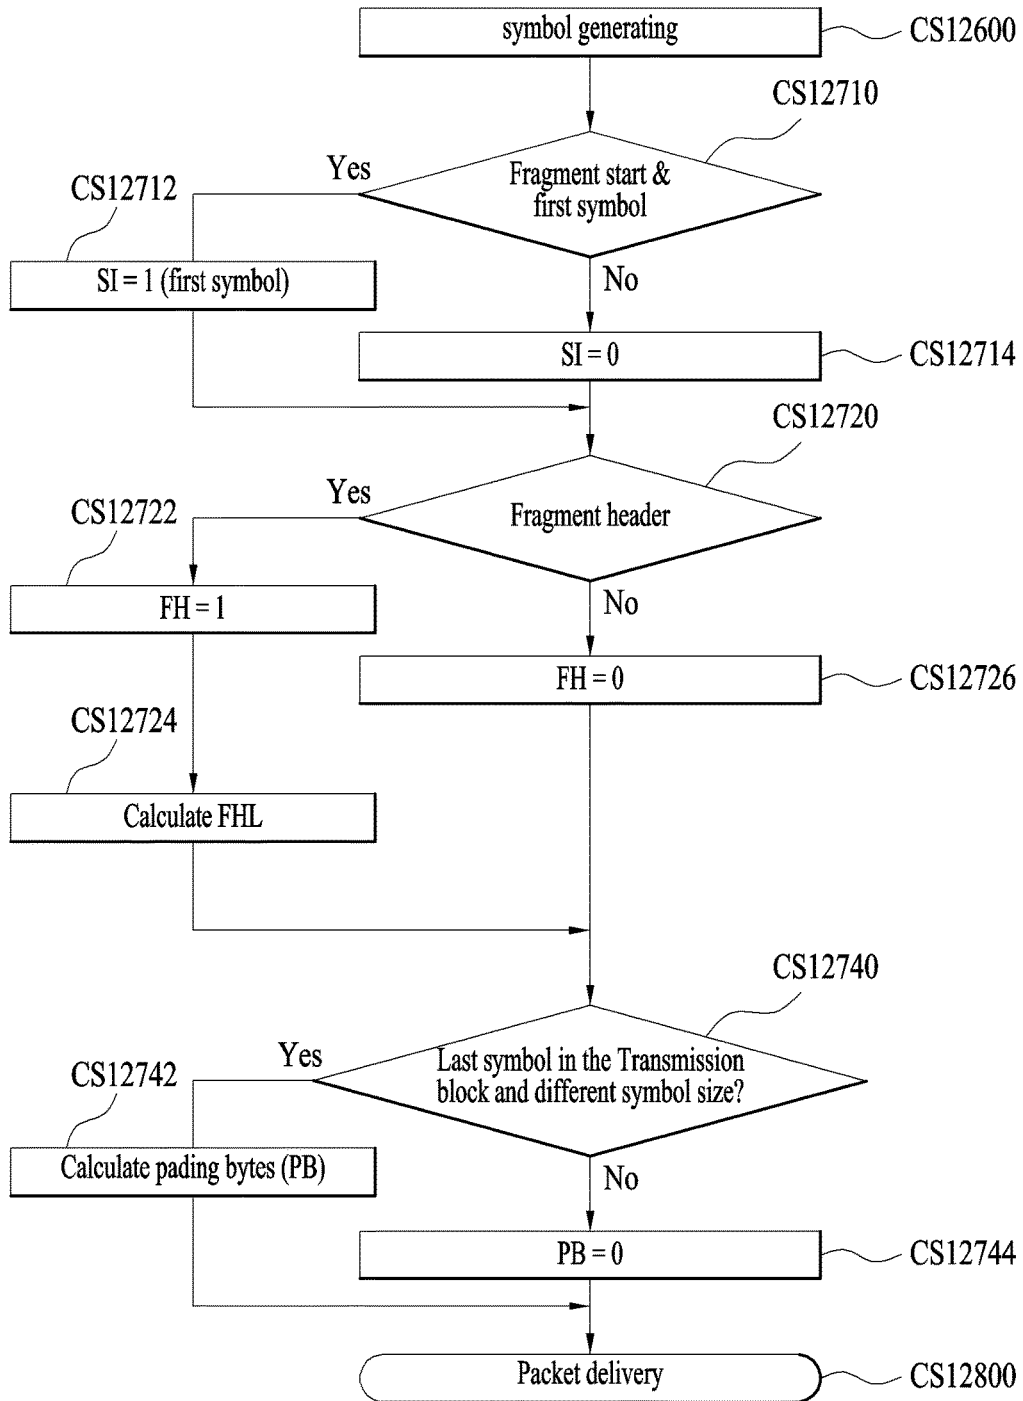 symbol generating
CS12600
CS12710
Yes
Fragment start &
first symbol
CS12712
SI = 1 (first symbol)
No
SI = 0
CS12714
CS12720
Yes
Fragment header
CS12722
FH = 1
No
FH = 0
CS12726
CS12724
Calculate FHL
CS12740
Yes
Last symbol in the Transmission
block and different symbol size?
CS12742
Calculate pading bytes (PB)
No
PB = 0
CS12744
Packet delivery
CS12800